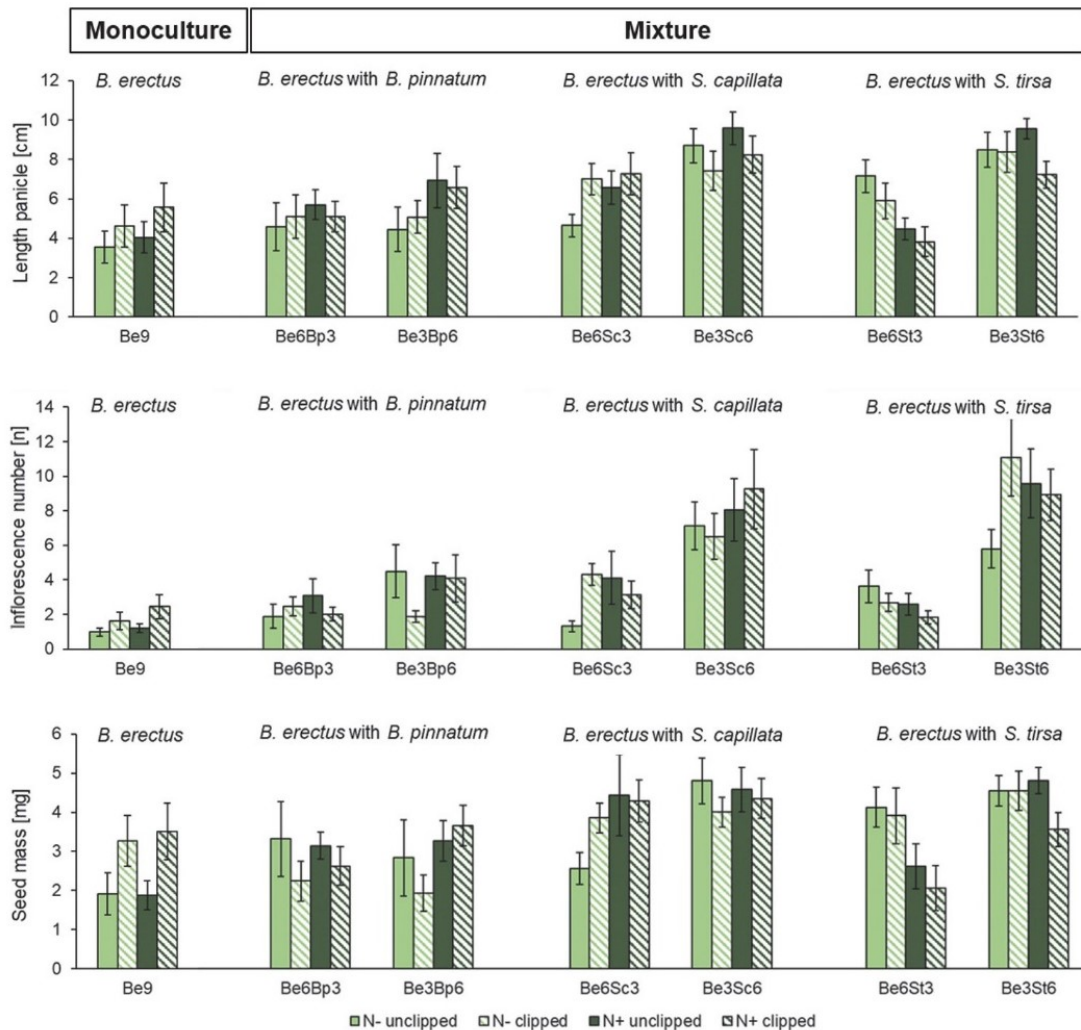 Monoculture Mixture
B. erectus B. erectus with B. pinnatum B. erectus with S. capillata B. erectus with S. tirsa
Length panicle [cm]
12
10
8
6
4
2
0
Be9 Be6Bp3 Be3Bp6 Be6Sc3 Be3Sc6 Be6St3 Be3St6
B. erectus B. erectus with B. pinnatum B. erectus with S. capillata B. erectus with S. tirsa
Inflorescence number [n]
14
12
10
8
6
4
2
0
Be9 Be6Bp3 Be3Bp6 Be6Sc3 Be3Sc6 Be6St3 Be3St6
B. erectus B. erectus with B. pinnatum B. erectus with S. capillata B. erectus with S. tirsa
Seed mass [mg]
6
5
4
3
2
1
0
Be9 Be6Bp3 Be3Bp6 Be6Sc3 Be3Sc6 Be6St3 Be3St6
N- unclipped N- clipped N+ unclipped N+ clipped